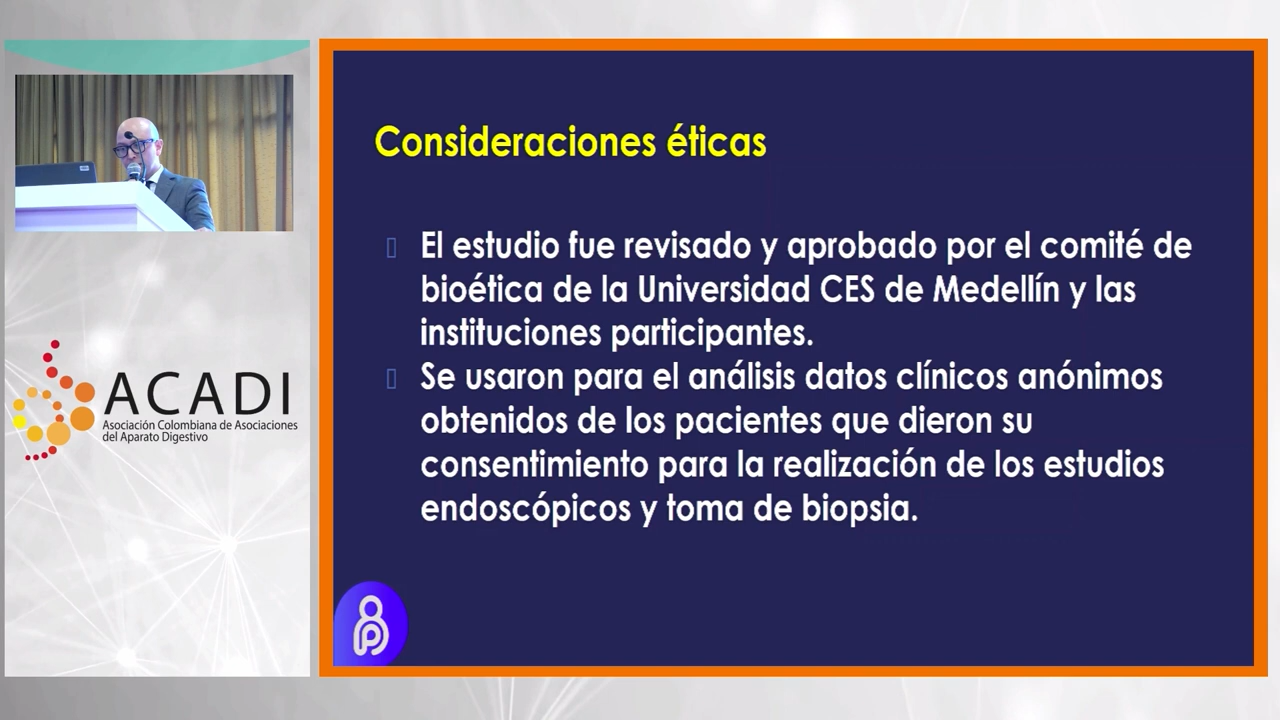 Consideraciones éticas
El estudio fue revisado y aprobado por el comité de
bioética de la Universidad CES de Medellín y las
instituciones participantes.
Se usaron para el análisis datos clínicos anónimos
obtenidos de los pacientes que dieron su
consentimiento para la realización de los estudios
endoscópicos y toma de biopsia.
ACADI
Asociación Colombiana de Asociaciones
del Aparato Digestivo